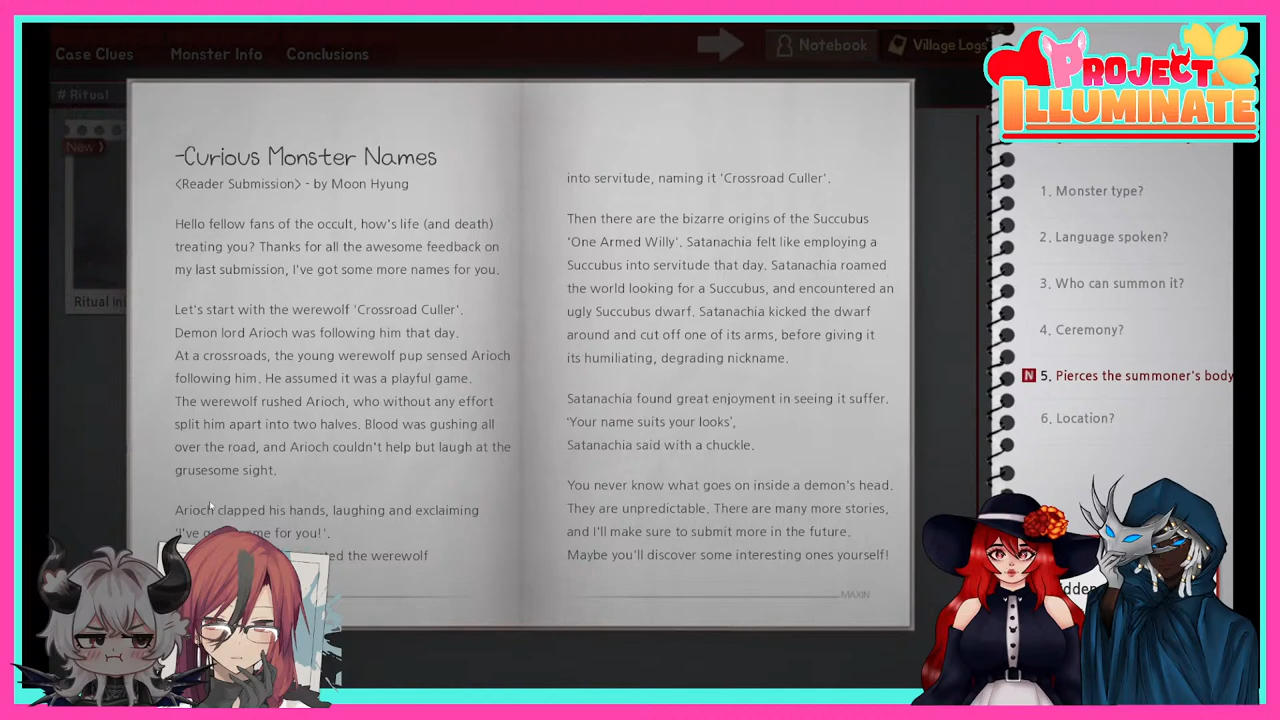 Case Clues
Monster Info
Conclusions
Notebook
Village Logs
PROJECT
ILLUMINATE
# Ritual
New
Ritual
-Curious Monster Names
<Reader Submission> - by Moon Hyung
Hello fellow fans of the occult, how's life (and death)
treating you? Thanks for all the awesome feedback on
my last submission, I've got some more names for you.
Let's start with the werewolf 'Crossroad Culler'.
Demon lord Arioch was following him that day.
At a crossroads, the young werewolf pup sensed Arioch
following him. He assumed it was a playful game.
The werewolf rushed Arioch, who without any effort
split him apart into two halves. Blood was gushing all
over the road, and Arioch couldn't help but laugh at the
grusesome sight.
Arioch clapped his hands, laughing and exclaiming
'I've for you!'.
the werewolf
into servitude, naming it 'Crossroad Culler'.
Then there are the bizarre origins of the Succubus
'One Armed Willy'. Satanachia felt like employing a
Succubus into servitude that day. Satanachia roamed
the world looking for a Succubus, and encountered an
ugly Succubus dwarf. Satanachia kicked the dwarf
around and cut off one of its arms, before giving it
its humiliating, degrading nickname.
Satanachia found great enjoyment in seeing it suffer.
'Your name suits your looks',
Satanachia said with a chuckle.
You never know what goes on inside a demon's head.
They are unpredictable. There are many more stories,
and I'll make sure to submit more in the future.
Maybe you'll discover some interesting ones yourself!
MAXIN
1. Monster type?
2. Language spoken?
3. Who can summon it?
4. Ceremony?
N 5. Pierces the summoner's body
6. Location?